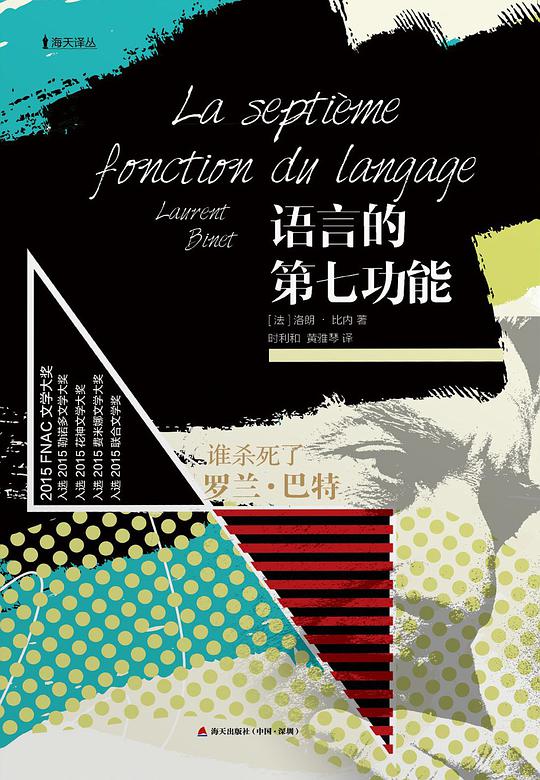 海天译丛
La septième
fonction du langage
Laurent
Binet
语言的
第七功能
[法]洛朗·比内 著
时利和 黄雅琴 译
2015 FNAC 文学大奖
入选 2015 勒诺多文学大奖
入选 2015 花神文学大奖
入选 2015 费米娜文学大奖
入选 2015 联合文学奖
谁杀死了
罗兰·巴特
海天出版社(中国·深圳)